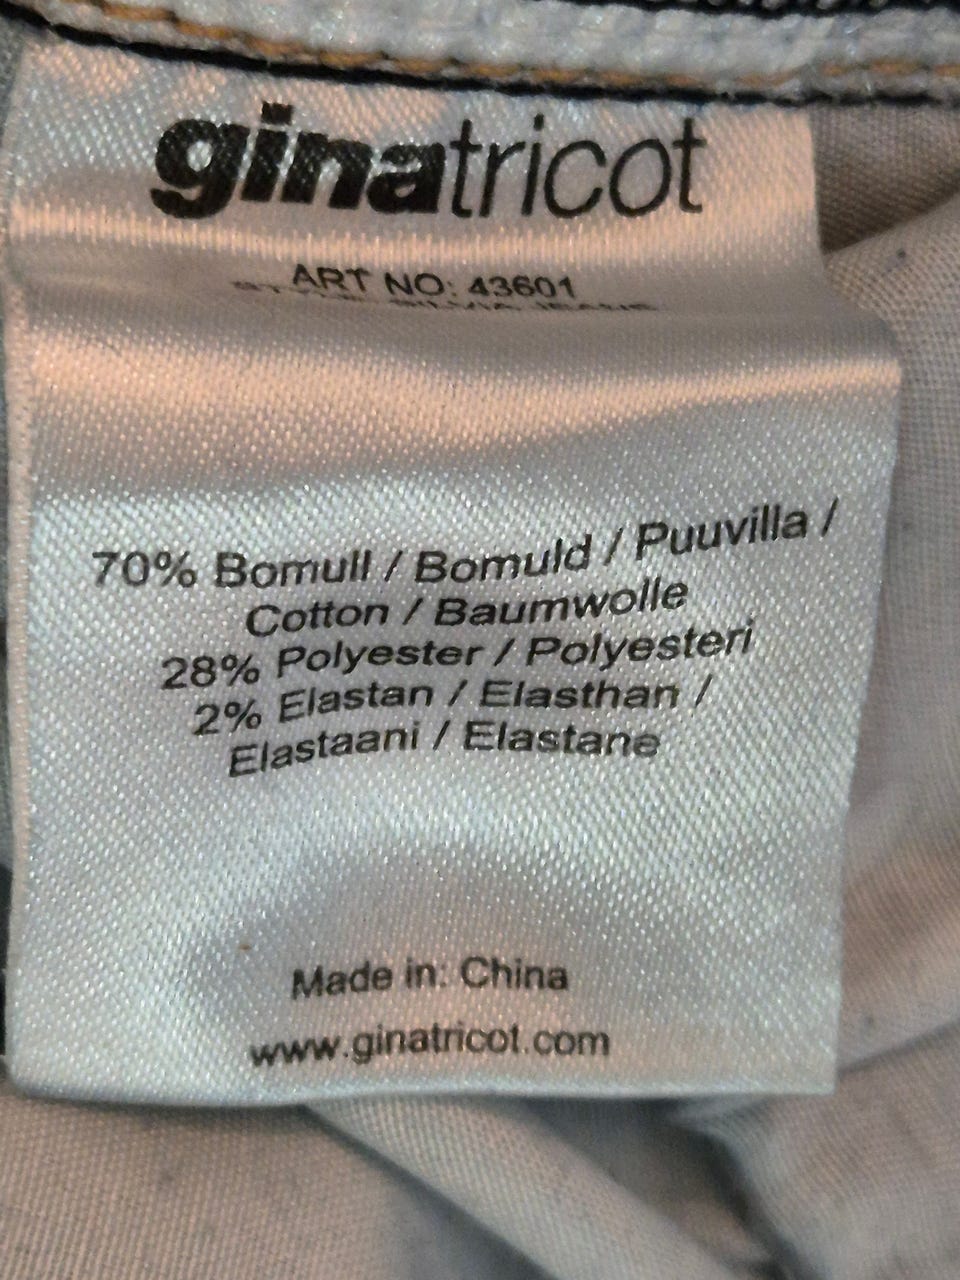 ginatricot
ART NO: 43601
70% Bomull / Bomuld / Puuvilla /
Cotton / Baumwolle
28% Polyester / Polyesteri
2% Elastan / Elasthan /
Elastaani / Elastane
Made in: China
www.ginatricot.com